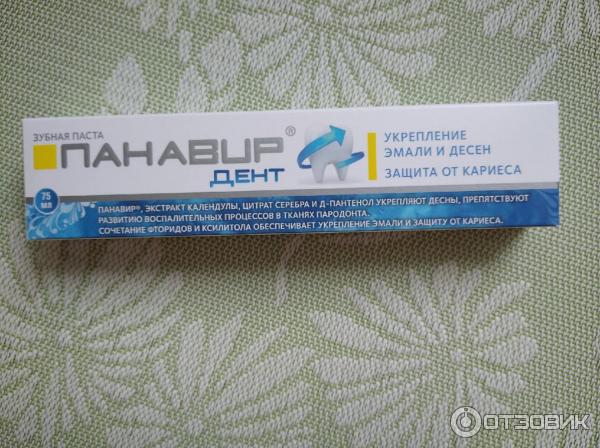 ЗУБНАЯ ПАСТА
ПАНАВИР®
ДЕНТ
УКРЕПЛЕНИЕ
ЭМАЛИ И ДЕСЕН
ЗАЩИТА ОТ КАРИЕСА
75
МЛ
ПАНАВИР®, ЭКСТРАКТ КАЛЕНДУЛЫ, ЦИТРАТ СЕРЕБРА И Д-ПАНТЕНОЛ УКРЕПЛЯЮТ ДЕСНЫ, ПРЕПЯТСТВУЮТ
РАЗВИТИЮ ВОСПАЛИТЕЛЬНЫХ ПРОЦЕССОВ В ТКАНЯХ ПАРОДОНТА.
СОЧЕТАНИЕ ФТОРИДОВ И КСИЛИТОЛА ОБЕСПЕЧИВАЕТ УКРЕПЛЕНИЕ ЭМАЛИ И ЗАЩИТУ ОТ КАРИЕСА.
ОТЗОВИК